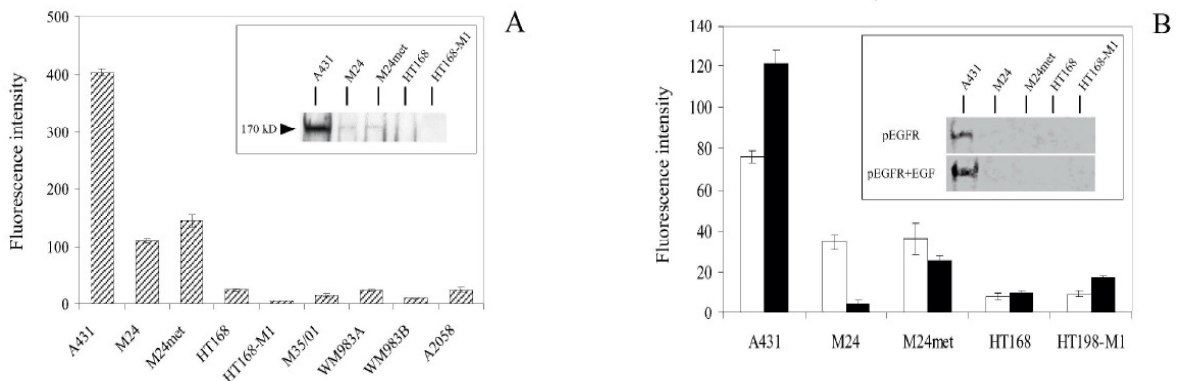 A
Fluorescence intensity
500
400
300
200
100
0
A431
M24
M24met
HT168
HT168-M1
170 kD
A431
M24
M24met
HT168
HT168-M1
M35/01
WM983A
WM983B
A2058
B
Fluorescence intensity
140
120
100
80
60
40
20
0
A431
M24
M24met
HT168
HT168-M1
pEGFR
pEGFR+EGF
A431
M24
M24met
HT168
HT198-M1